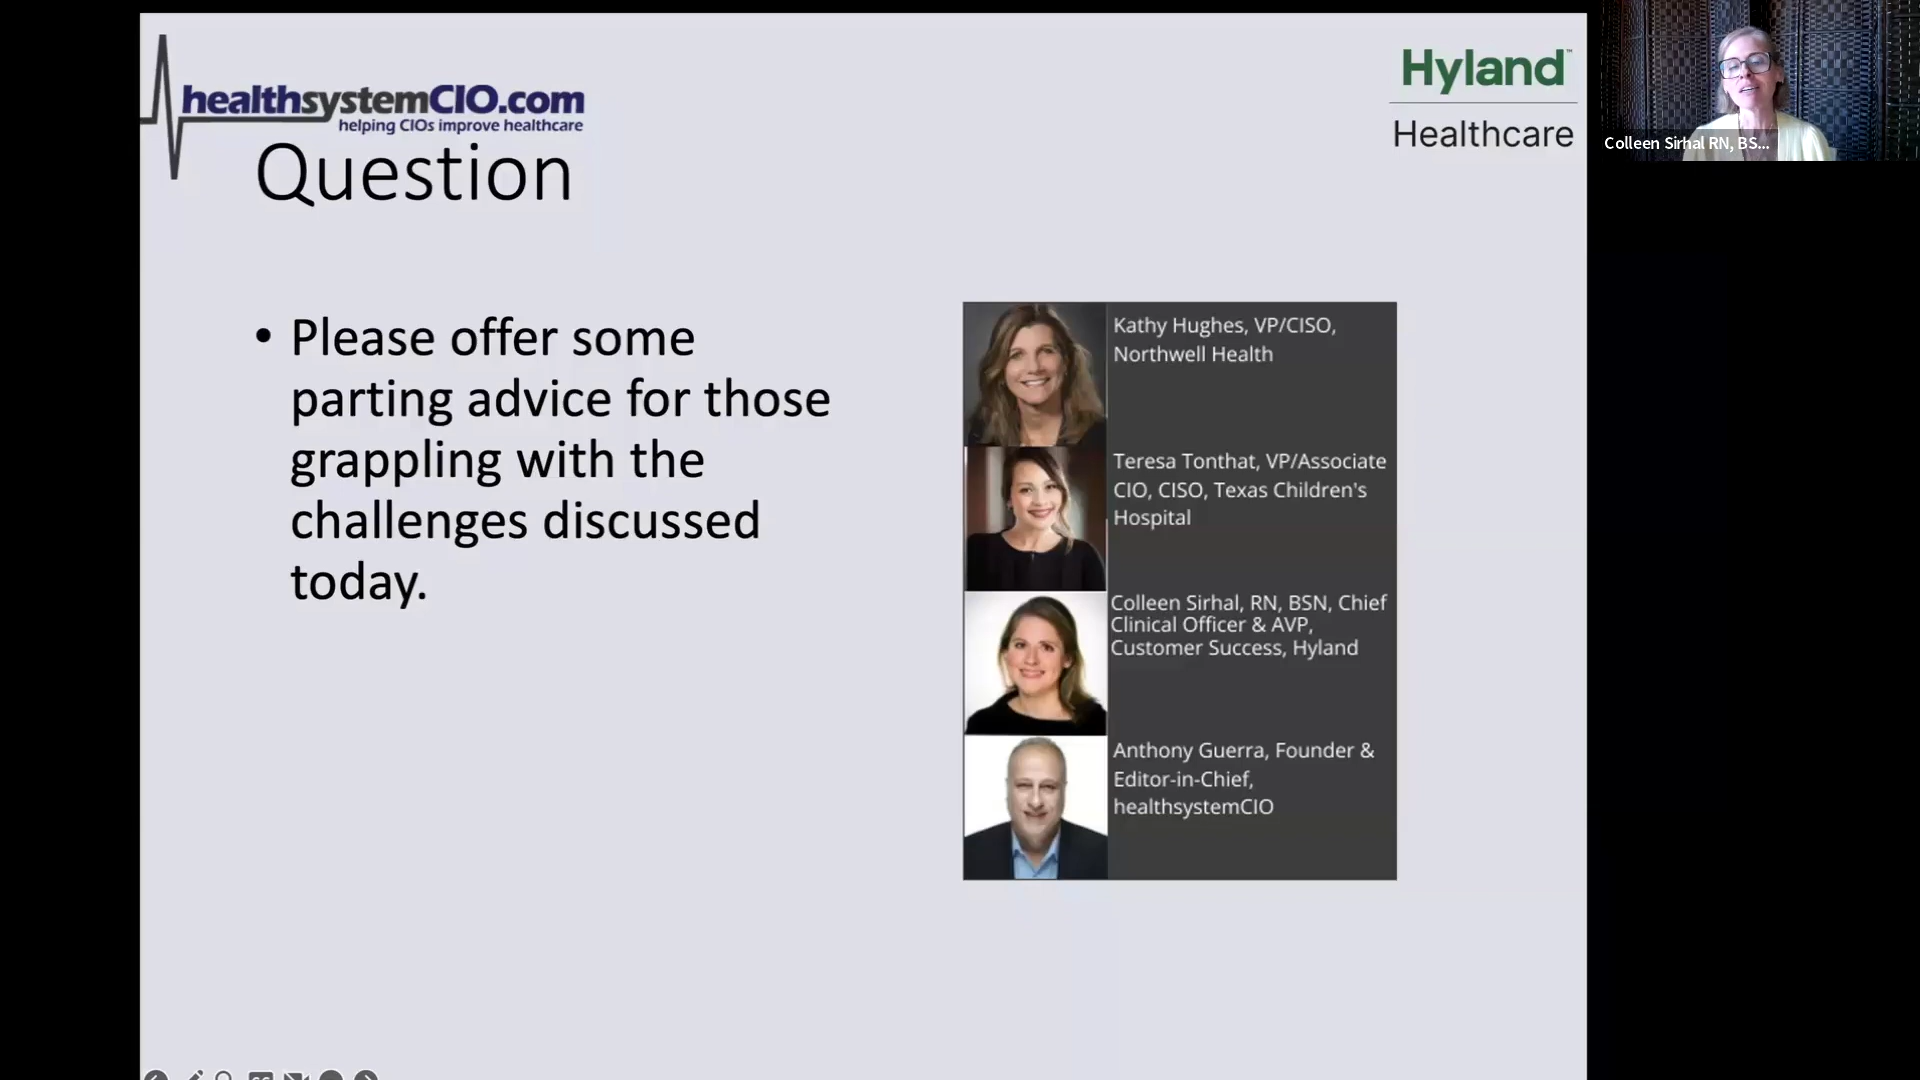 healthsystemCIO.com
helping CIOs improve healthcare
Hyland™
Healthcare
Colleen Sirhal RN, BS...
Question
• Please offer some
parting advice for those
grappling with the
challenges discussed
today.
Kathy Hughes, VP/CISO,
Northwell Health
Teresa Tonthat, VP/Associate
CIO, CISO, Texas Children's
Hospital
Colleen Sirhal, RN, BSN, Chief
Clinical Officer & AVP,
Customer Success, Hyland
Anthony Guerra, Founder &
Editor-in-Chief,
healthsystemCIO